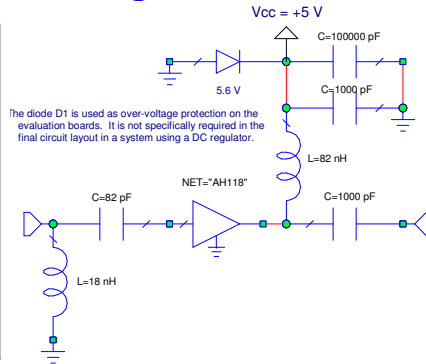 Vcc = +5 V
C=100000 pF
5.6 V
C=1000 pF
The diode D1 is used as over-voltage protection on the
evaluation boards. It is not specifically required in the
final circuit layout in a system using a DC regulator.
L=82 nH
NET="AH118"
C=82 pF
C=1000 pF
L=18 nH